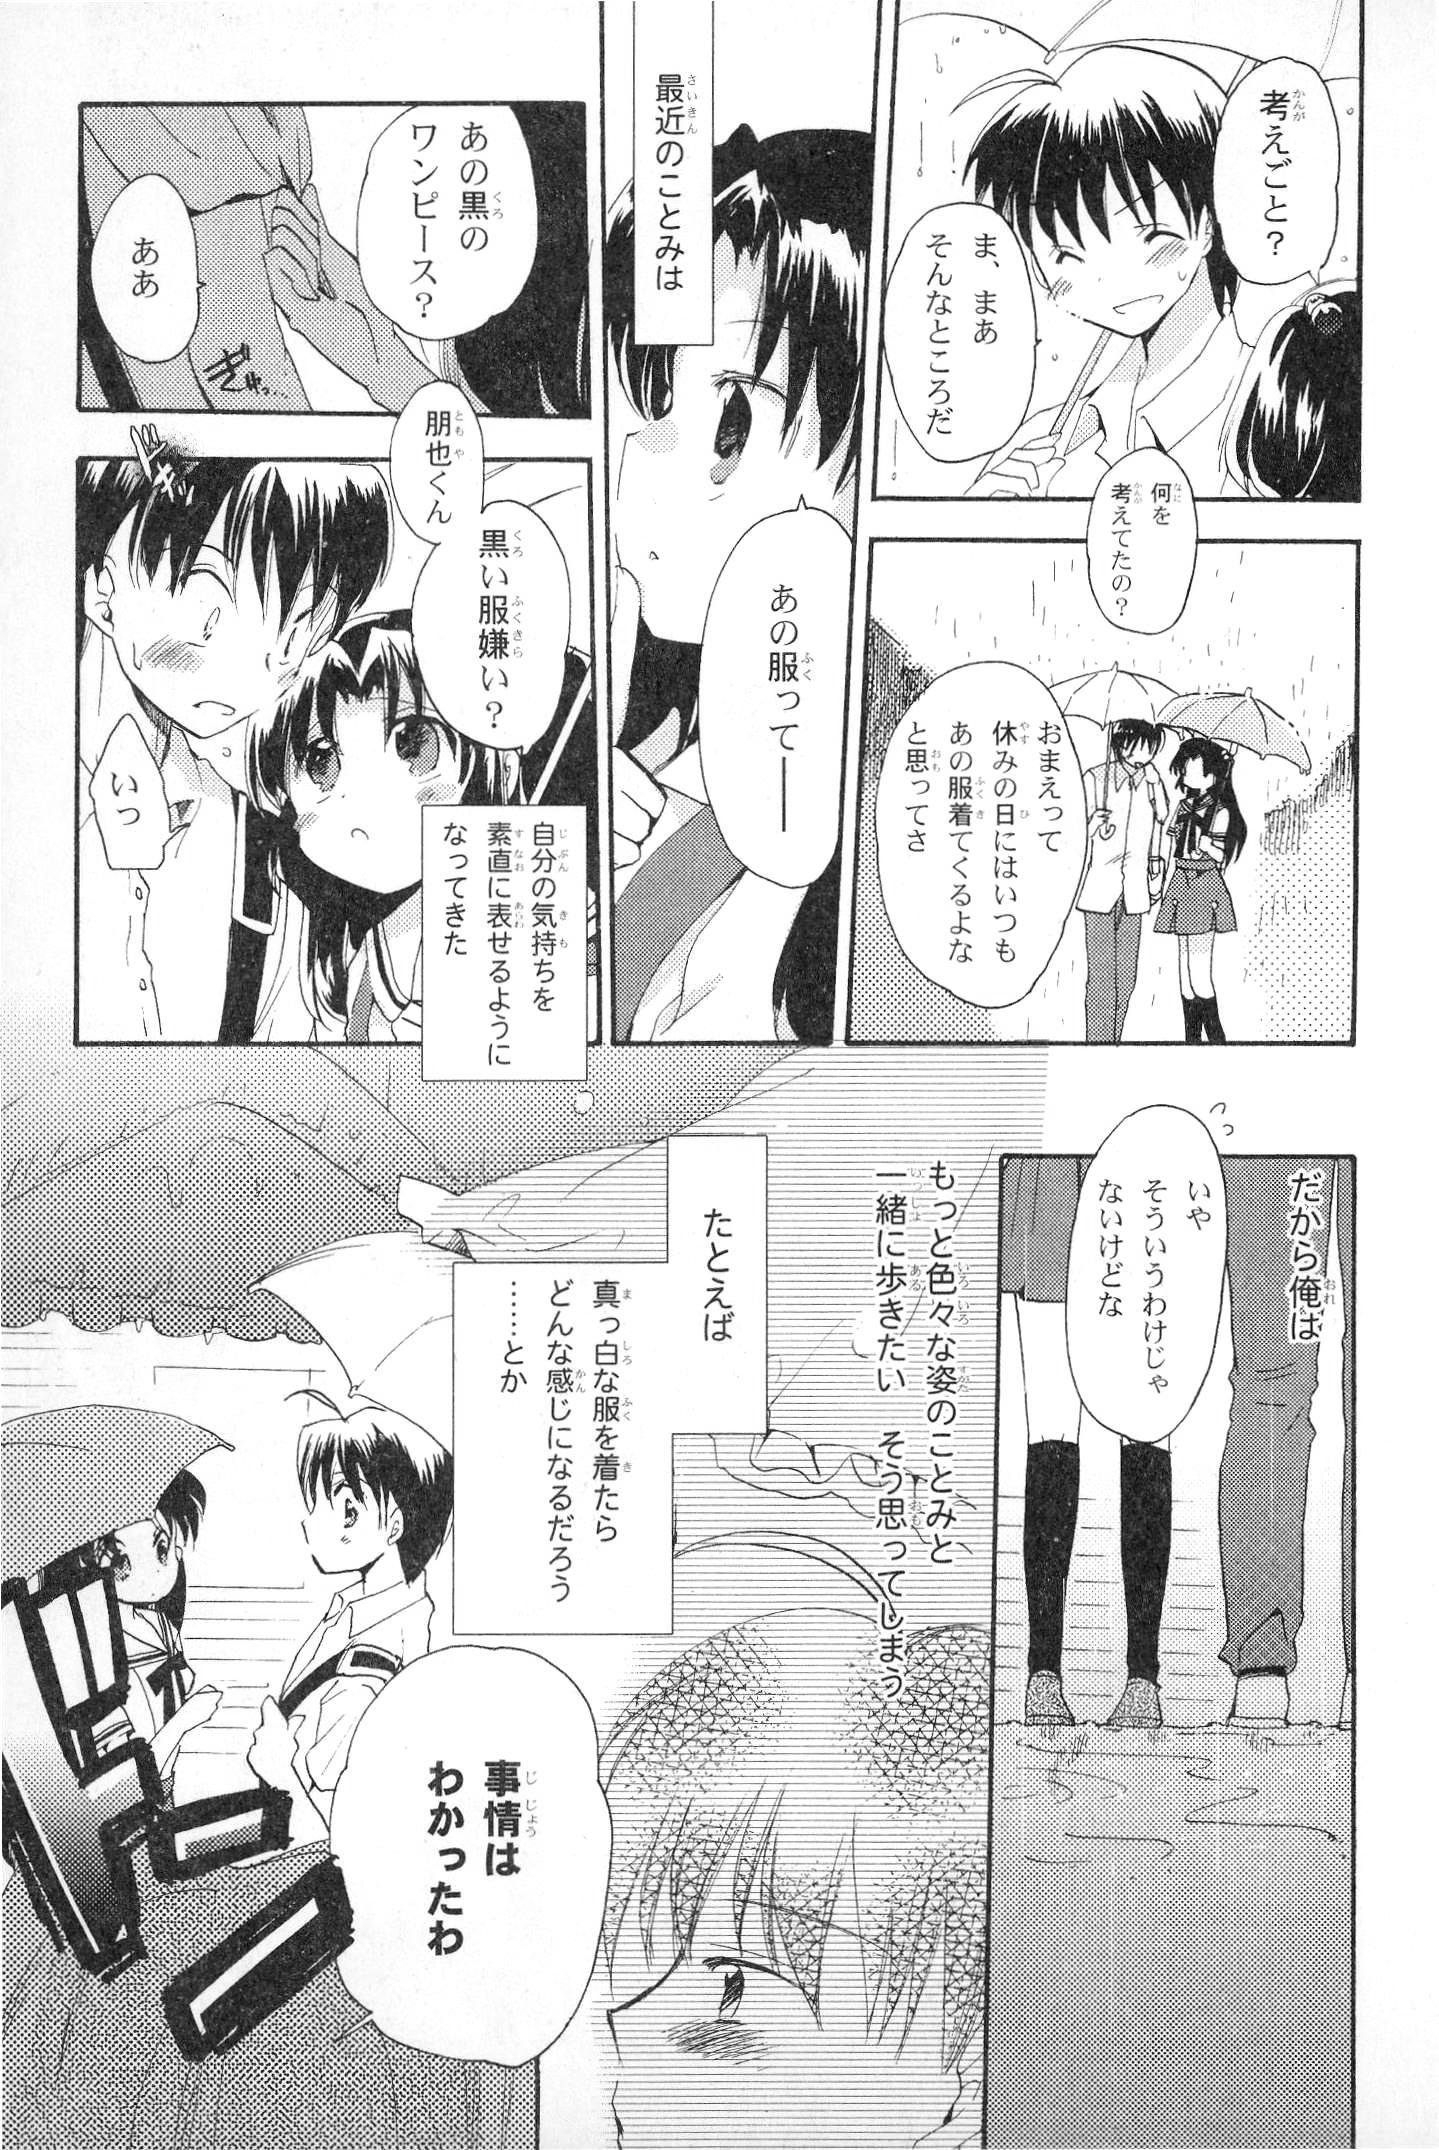 考えごと？
ま、まあ
そんなところだ
何を
考えてたの？
おまえって
休みの日にはいつも
あの服着てくるよな
と思ってさ
最近のことみは
あの服って――
あの黒の
ワンピース？
ああ
ぎゅっ…
朋也くん
黒い服嫌い？
いっ
自分の気持ちを
素直に表せるように
なってきた
いや
そういうわけじゃ
ないけどな
だから俺は
もっと色々な姿のことみと
一緒に歩きたい　そう思ってしまう
たとえば
真っ白な服を着たら
どんな感じになるだろう
……とか
事情は
わかったわ